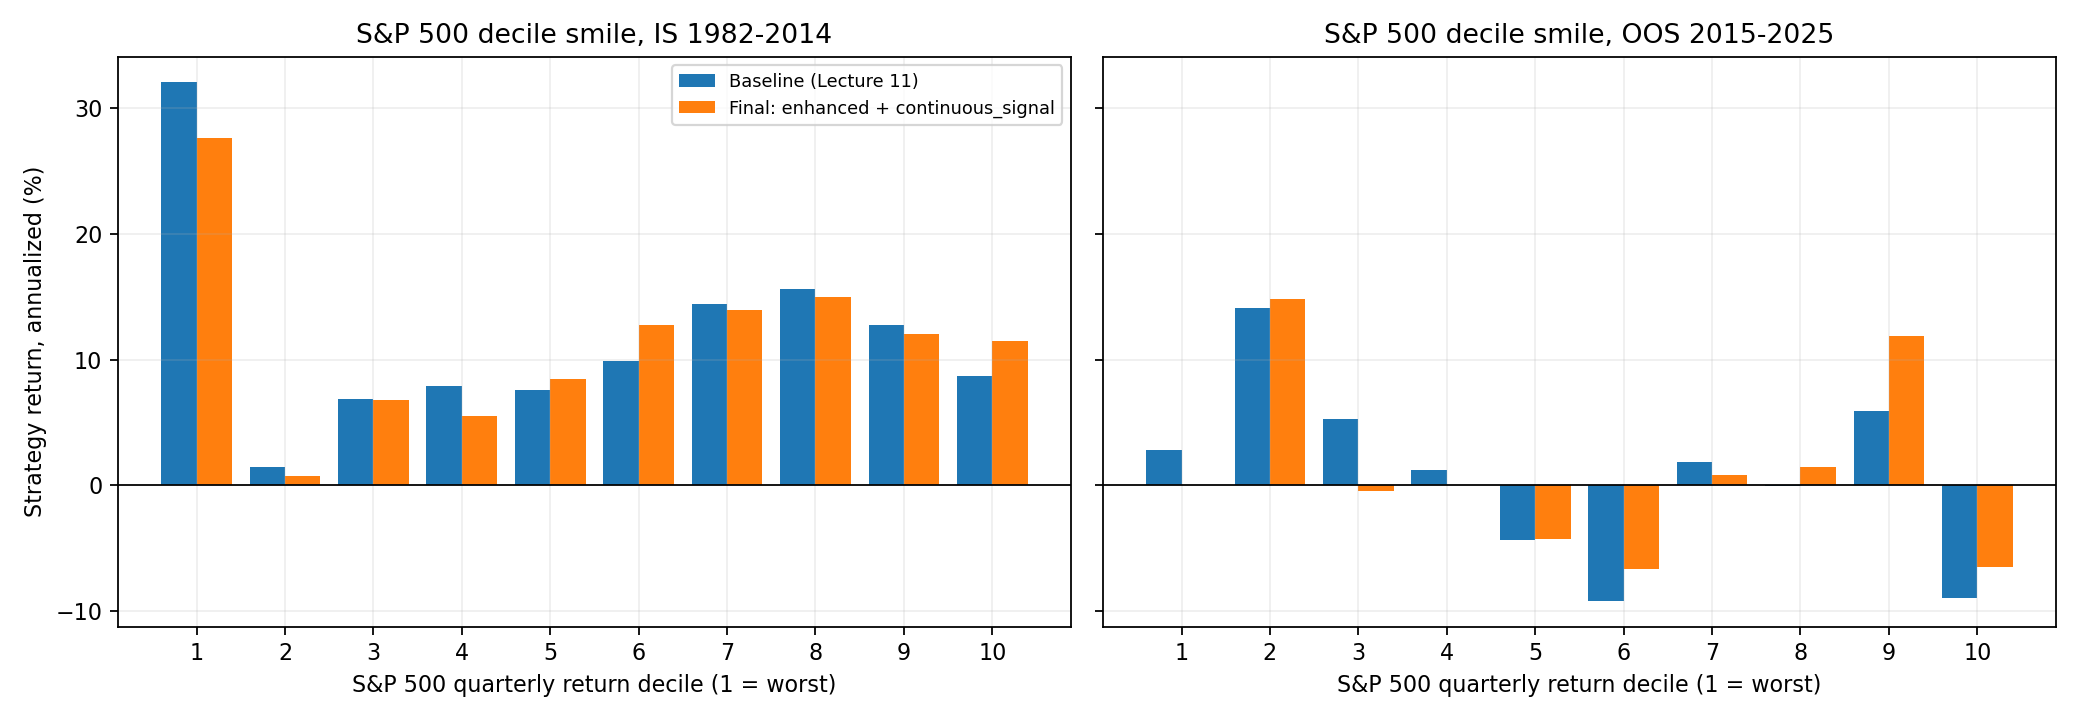 S&P 500 decile smile, IS 1982-2014
Strategy return, annualized (%)
30
20
10
0
−10
Baseline (Lecture 11)
Final: enhanced + continuous_signal
1 2 3 4 5 6 7 8 9 10
S&P 500 quarterly return decile (1 = worst)
S&P 500 decile smile, OOS 2015-2025
1 2 3 4 5 6 7 8 9 10
S&P 500 quarterly return decile (1 = worst)